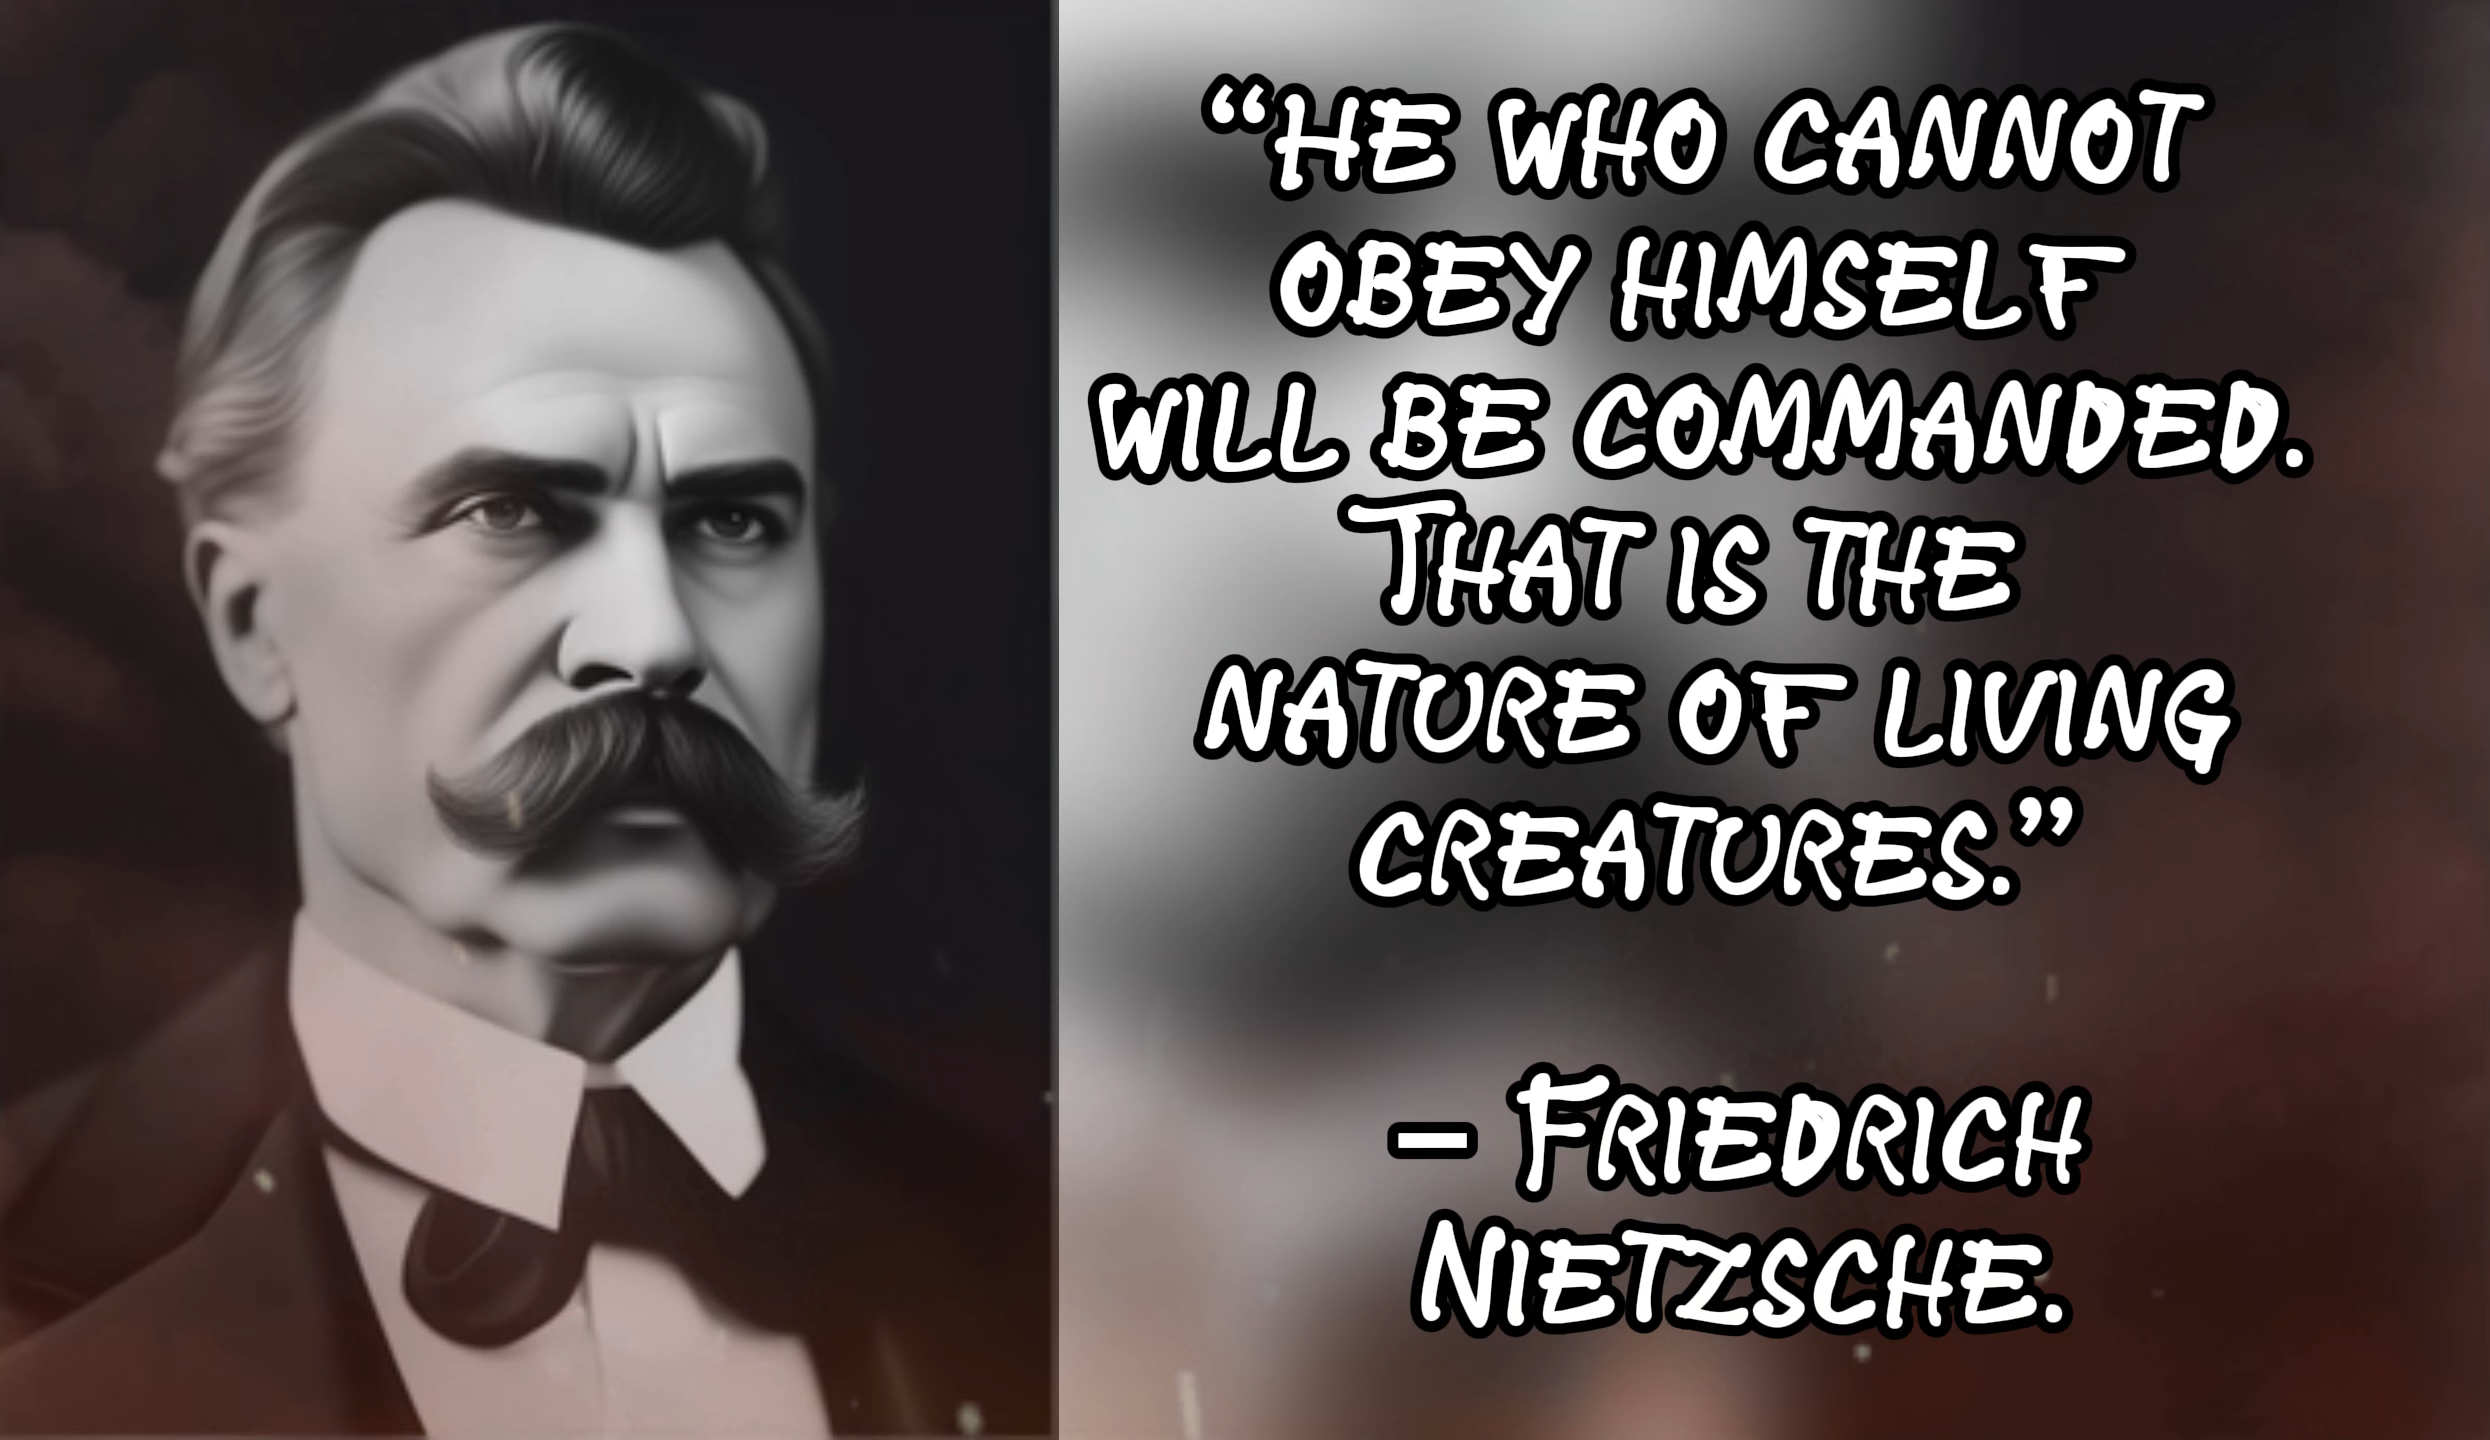 “He who cannot
obey himself
will be commanded.
That is the
nature of living
creatures.”
– Friedrich
Nietzsche.